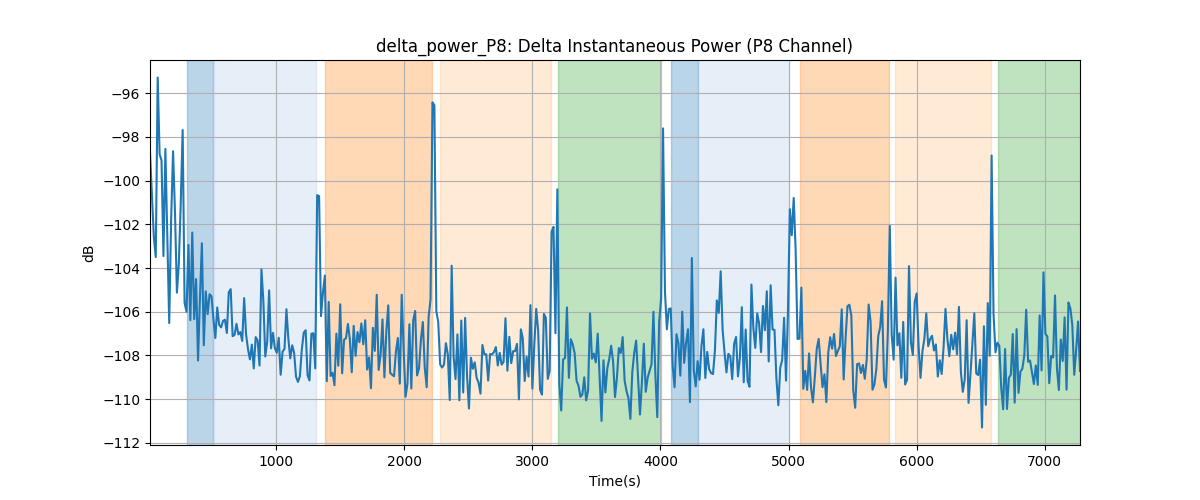 delta_power_P8: Delta Instantaneous Power (P8 Channel)
−96
−98
−100
−102
−104
−106
−108
−110
−112
dB
1000 2000 3000 4000 5000 6000 7000
Time(s)